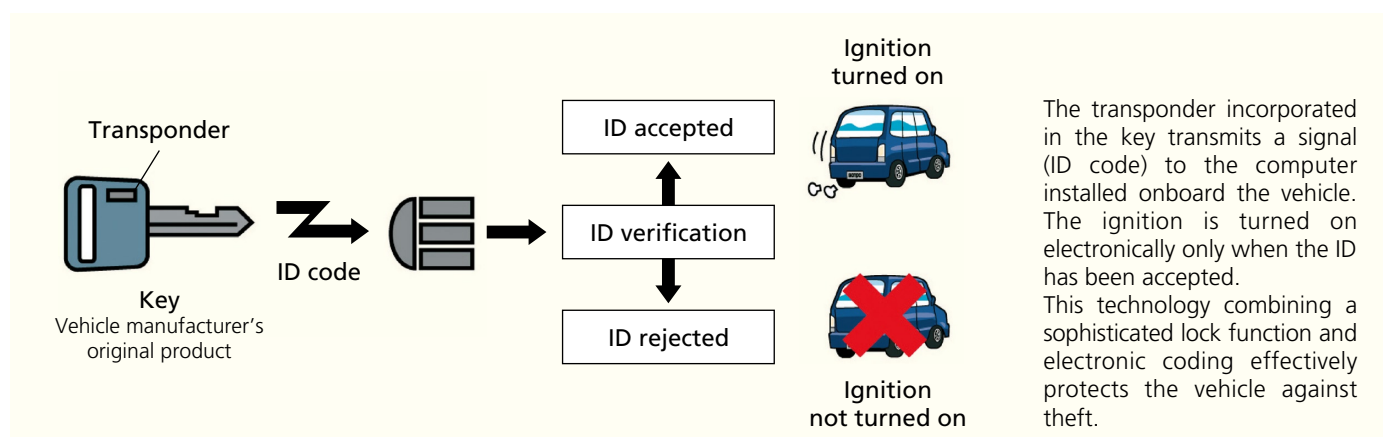 Transponder
ID code
Key
Vehicle manufacturer's
original product
ID accepted
ID verification
ID rejected
Ignition
turned on
Ignition
not turned on
The transponder incorporated
in the key transmits a signal
(ID code) to the computer
installed onboard the vehicle.
The ignition is turned on
electronically only when the ID
has been accepted.
This technology combining a
sophisticated lock function and
electronic coding effectively
protects the vehicle against
theft.